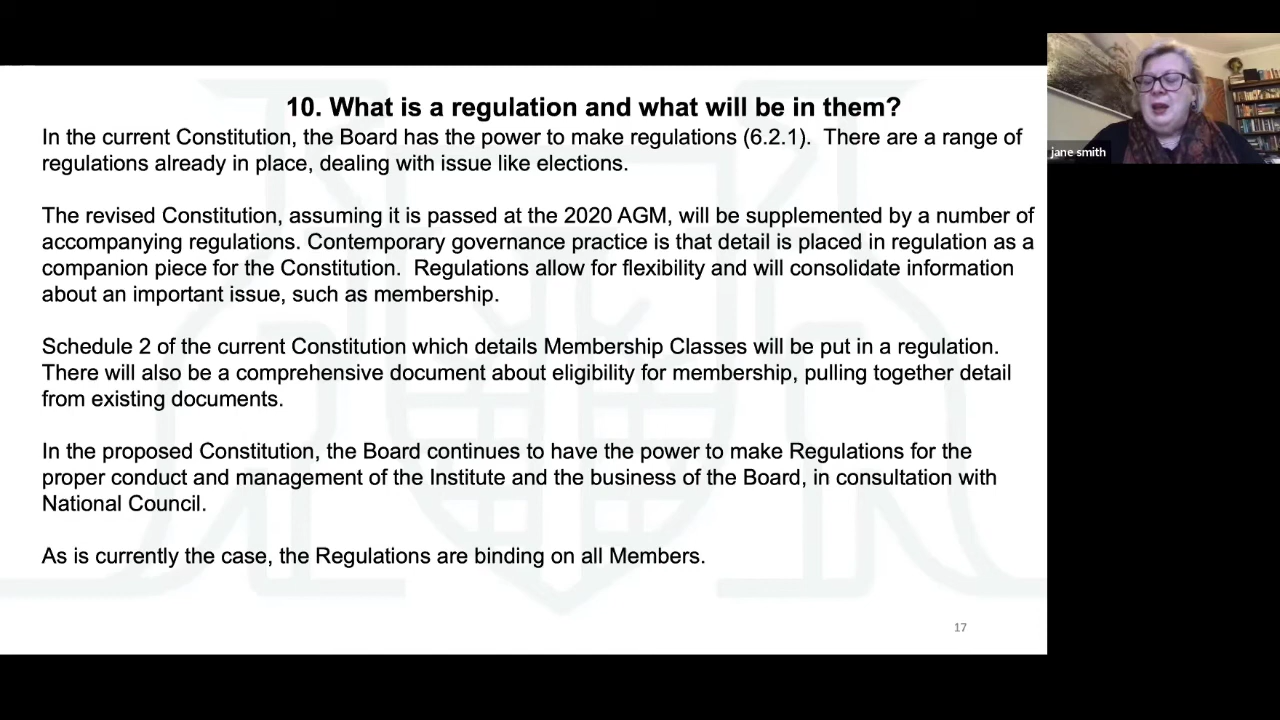 10. What is a regulation and what will be in them?
In the current Constitution, the Board has the power to make regulations (6.2.1).  There are a range of
regulations already in place, dealing with issue like elections.
The revised Constitution, assuming it is passed at the 2020 AGM, will be supplemented by a number of
accompanying regulations. Contemporary governance practice is that detail is placed in regulation as a
companion piece for the Constitution.  Regulations allow for flexibility and will consolidate information
about an important issue, such as membership.
Schedule 2 of the current Constitution which details Membership Classes will be put in a regulation.
There will also be a comprehensive document about eligibility for membership, pulling together detail
from existing documents.
In the proposed Constitution, the Board continues to have the power to make Regulations for the
proper conduct and management of the Institute and the business of the Board, in consultation with
National Council.
As is currently the case, the Regulations are binding on all Members.
17
jane smith